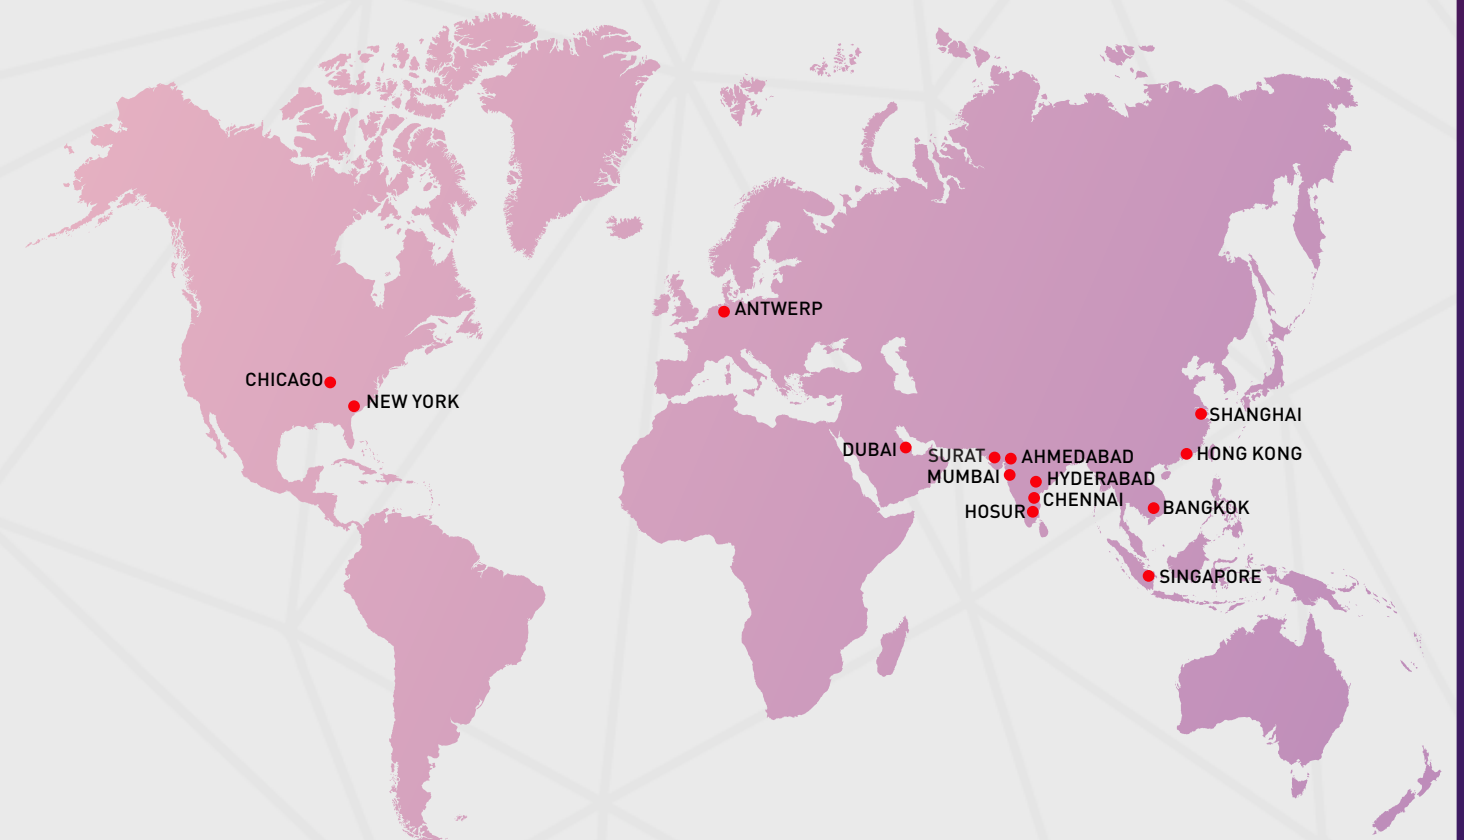 ANTWERP
CHICAGO
NEW YORK
SHANGHAI
DUBAI
SURAT
AHMEDABAD
HONG KONG
MUMBAI
HYDERABAD
CHENNAI
HOSUR
BANGKOK
SINGAPORE